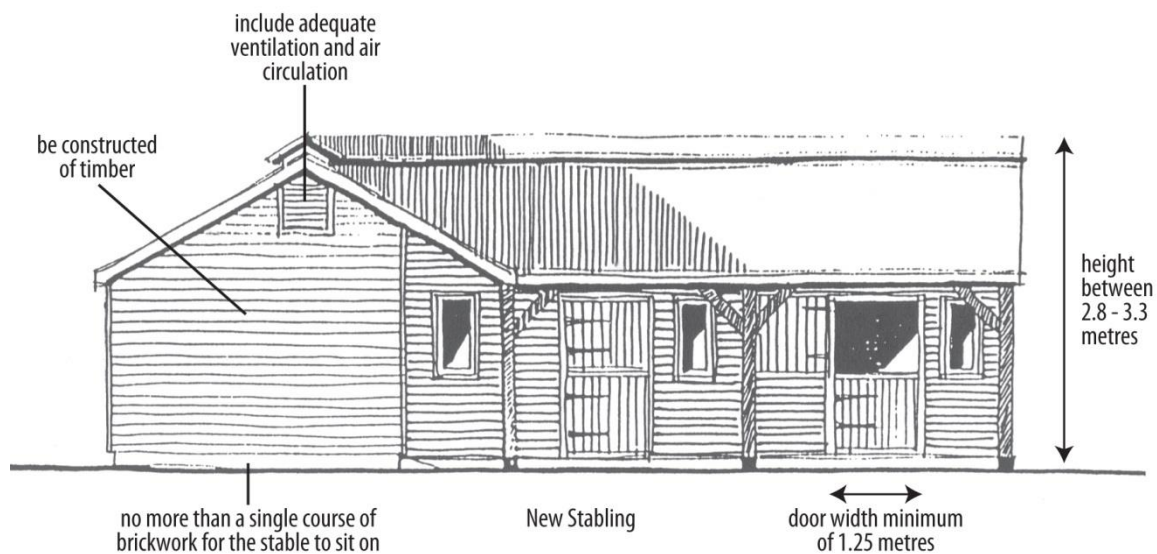 include adequate
ventilation and air
circulation
be constructed
of timber
height
between
2.8 - 3.3
metres
no more than a single course of
brickwork for the stable to sit on
New Stabling
door width minimum
of 1.25 metres